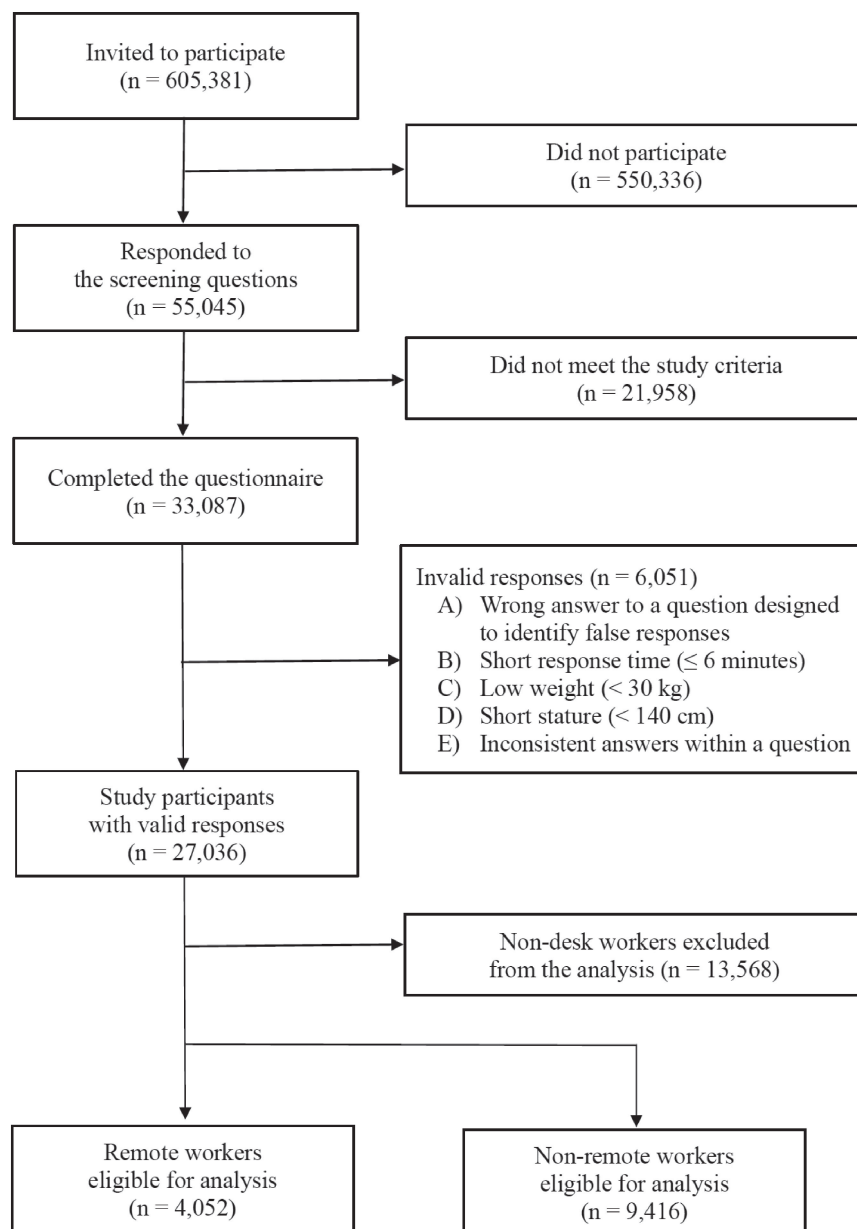 Invited to participate
(n = 605,381)
Did not participate
(n = 550,336)
Responded to
the screening questions
(n = 55,045)
Did not meet the study criteria
(n = 21,958)
Completed the questionnaire
(n = 33,087)
Invalid responses (n = 6,051)
A) Wrong answer to a question designed
to identify false responses
B) Short response time (≤ 6 minutes)
C) Low weight (< 30 kg)
D) Short stature (< 140 cm)
E) Inconsistent answers within a question
Study participants
with valid responses
(n = 27,036)
Non-desk workers excluded
from the analysis (n = 13,568)
Remote workers
eligible for analysis
(n = 4,052)
Non-remote workers
eligible for analysis
(n = 9,416)